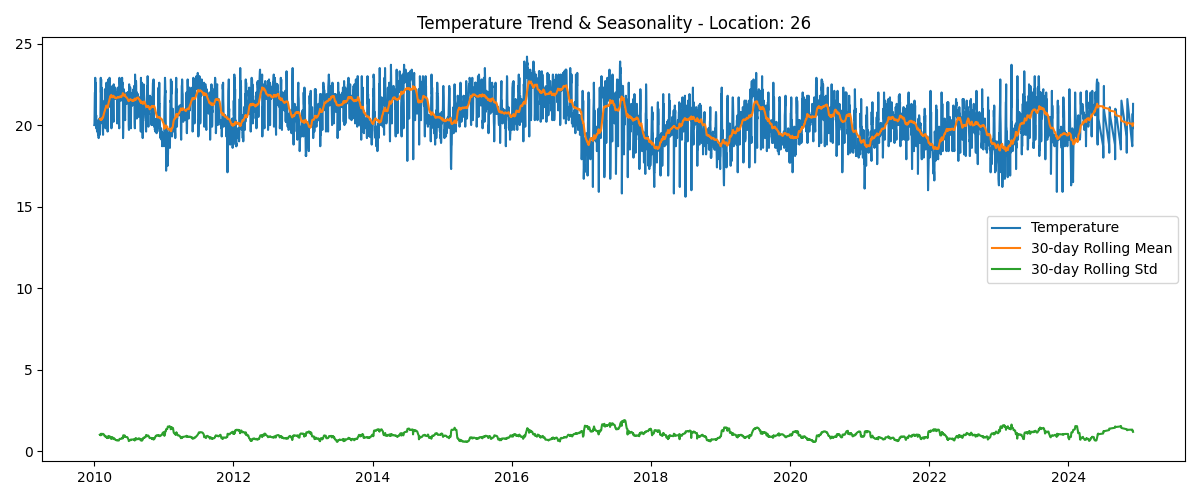 Temperature Trend & Seasonality - Location: 26
25
20
15
10
5
0
Temperature
30-day Rolling Mean
30-day Rolling Std
2010 2012 2014 2016 2018 2020 2022 2024